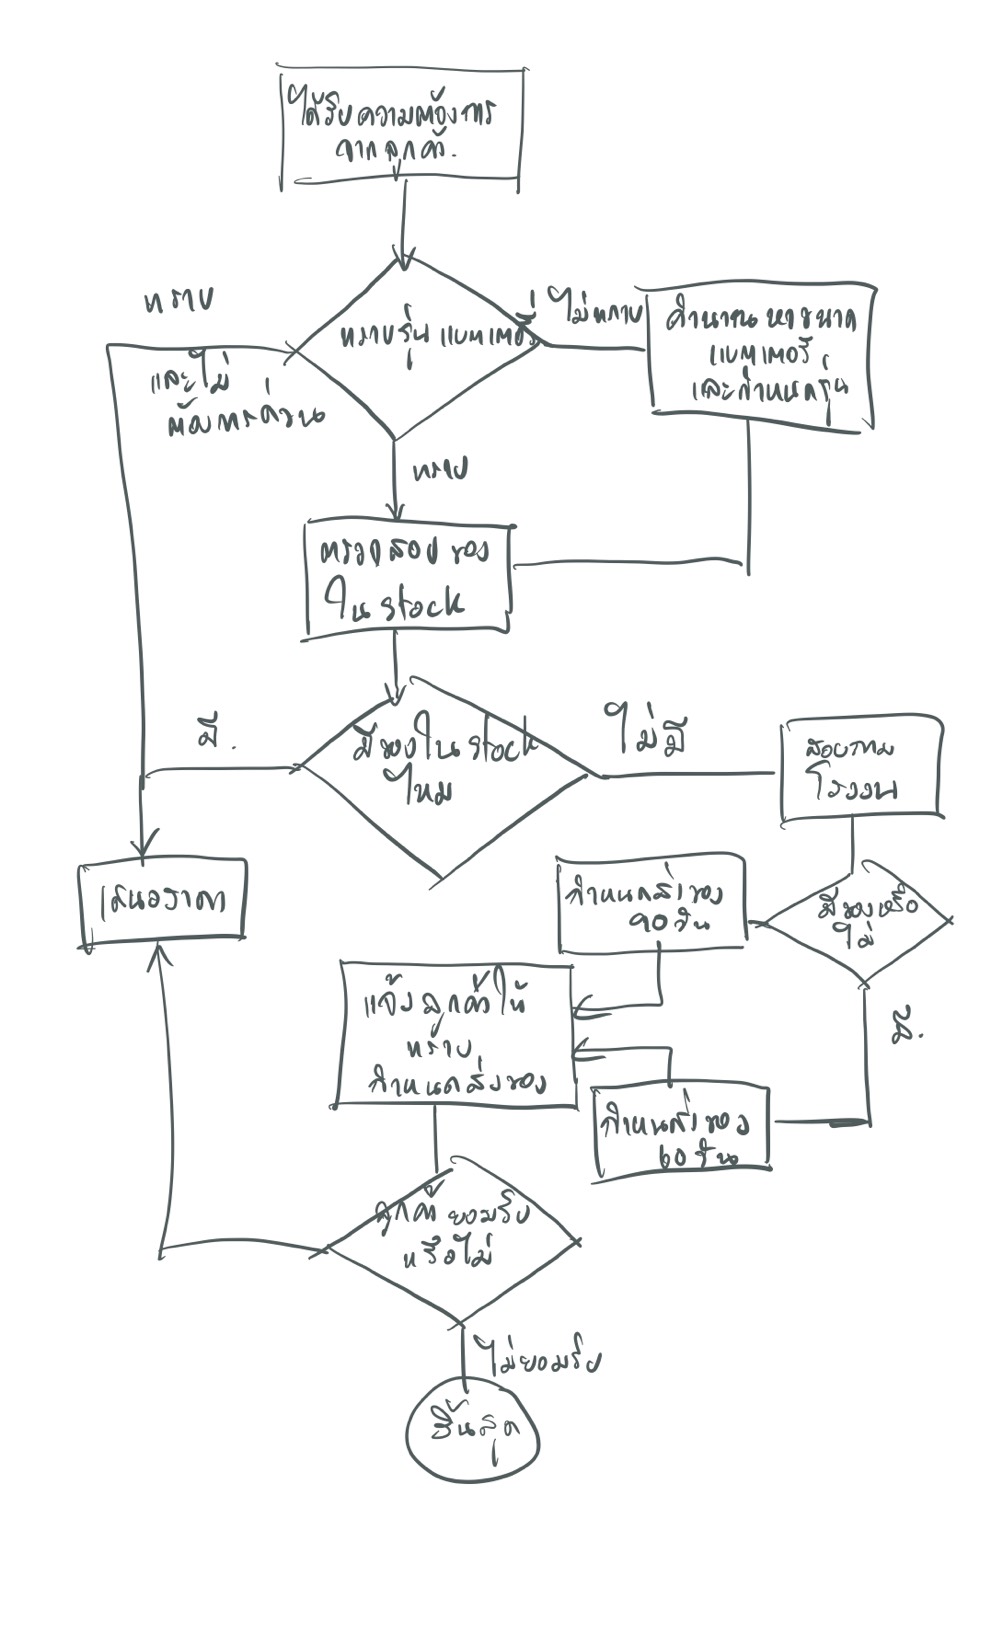 ได้รับความต้องการ
จากลูกค้า.
ทราบ
และไม่
ต้องการด่วน
ทราบรุ่นแบตเตอรี่
ไม่ทราบ
คำนวณหาขนาด
แบตเตอรี่
และกำหนดรุ่น
ทราบ
ตรวจสอบของ
ใน stock
มี.
มีของใน stock
ไหม
ไม่มี
สอบถาม
โรงงาน
เสนอราคา
กำหนดส่งของ
90 วัน
มีของหรือ
ไม่
มี.
แจ้งลูกค้าให้
ทราบ
กำหนดส่งของ
กำหนดส่งของ
60 วัน
ลูกค้ายอมรับ
หรือไม่
ไม่ยอมรับ
สิ้นสุด